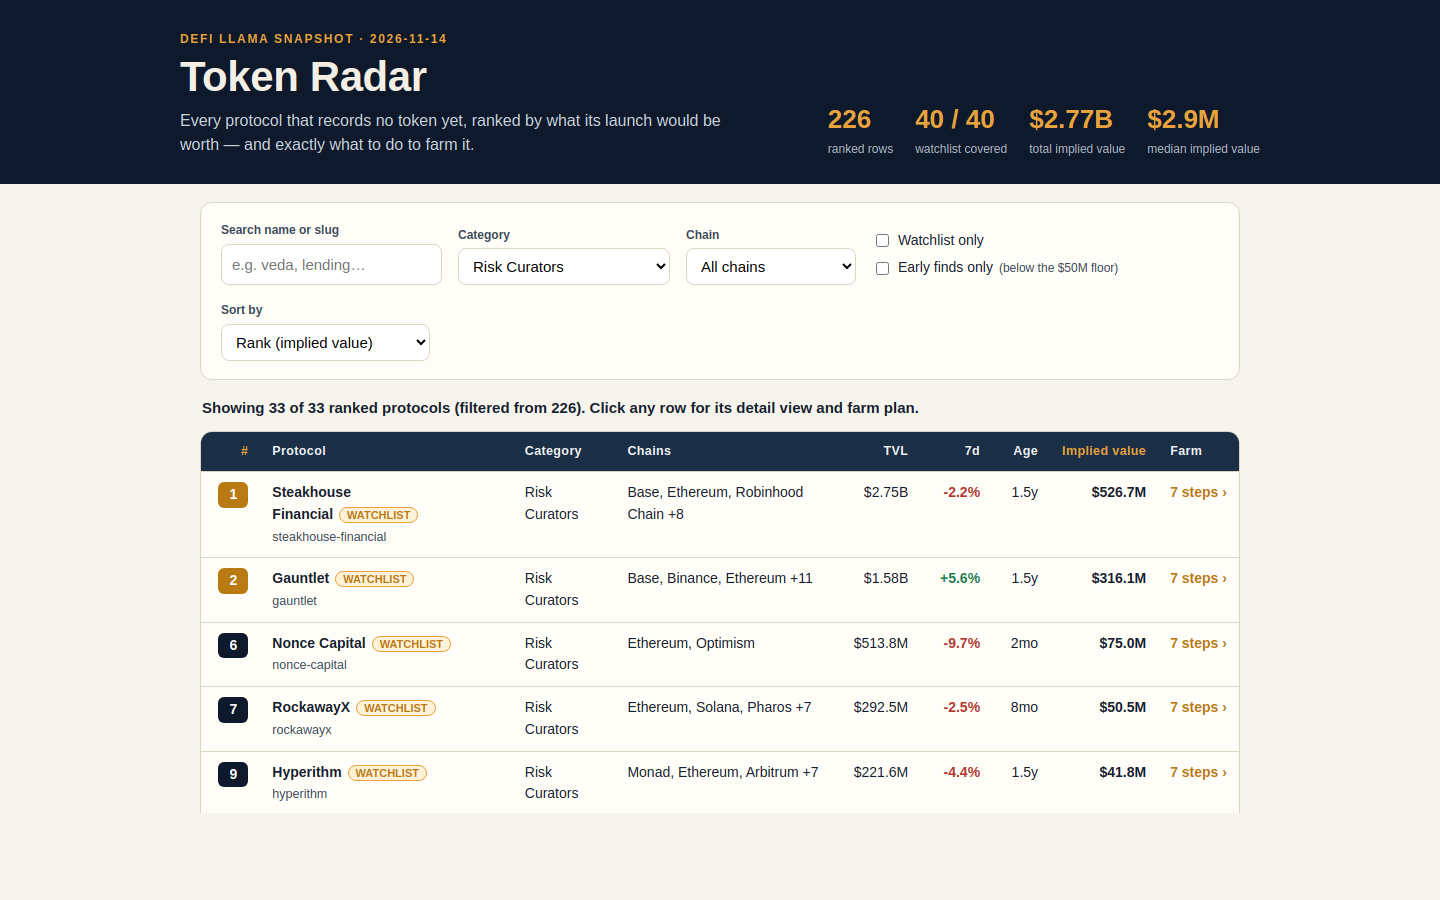 DEFI LLAMA SNAPSHOT · 2026-11-14
Token Radar
Every protocol that records no token yet, ranked by what its launch would be
worth — and exactly what to do to farm it.
226 40 / 40 $2.77B $2.9M
ranked rows watchlist covered total implied value median implied value
Search name or slug
e.g. veda, lending…
Category
Risk Curators
Chain
All chains
Watchlist only
Early finds only (below the $50M floor)
Sort by
Rank (implied value)
Showing 33 of 33 ranked protocols (filtered from 226). Click any row for its detail view and farm plan.
# Protocol Category Chains TVL 7d Age Implied value Farm
1 Steakhouse Risk Base, Ethereum, Robinhood $2.75B -2.2% 1.5y $526.7M 7 steps ›
Financial WATCHLIST Curators Chain +8
steakhouse-financial
2 Gauntlet WATCHLIST Risk Base, Binance, Ethereum +11 $1.58B +5.6% 1.5y $316.1M 7 steps ›
gauntlet Curators
6 Nonce Capital WATCHLIST Risk Ethereum, Optimism $513.8M -9.7% 2mo $75.0M 7 steps ›
nonce-capital Curators
7 RockawayX WATCHLIST Risk Ethereum, Solana, Pharos +7 $292.5M -2.5% 8mo $50.5M 7 steps ›
rockawayx Curators
9 Hyperithm WATCHLIST Risk Monad, Ethereum, Arbitrum +7 $221.6M -4.4% 1.5y $41.8M 7 steps ›
hyperithm Curators